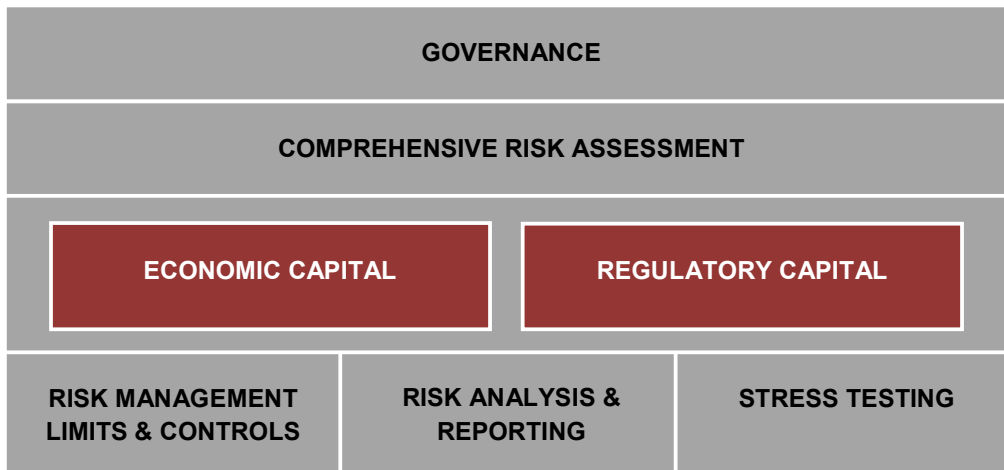 GOVERNANCE
COMPREHENSIVE RISK ASSESSMENT
ECONOMIC CAPITAL
REGULATORY CAPITAL
RISK MANAGEMENT
LIMITS & CONTROLS
RISK ANALYSIS &
REPORTING
STRESS TESTING